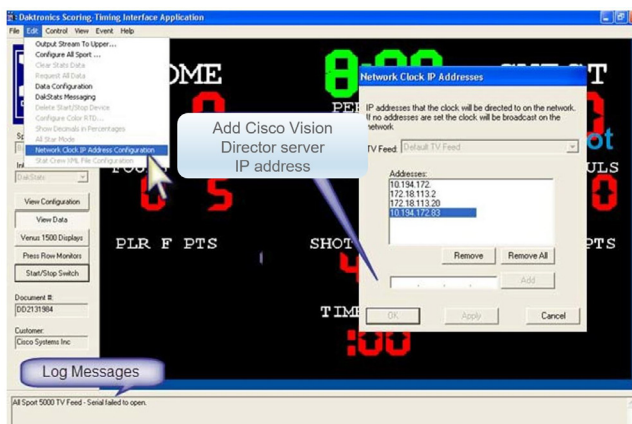 Daktronics Scoring-Timing Interface Application
File Edit Control View Event Help
Output Stream To Upper...
Configure All Sport ...
Clear Stats Data
Request All Data
Data Configuration
DakStats Messaging
Delete Start/Stop Device
Configure Color RTD...
Show Decimals in Percentages
All Star Mode
Network Clock IP Address Configuration
Stat Crew XML File Configuration
DakStats
View Configuration
View Data
Venus 1500 Displays
Press Row Monitors
Start/Stop Switch
Document #:
DD2131984
Customer:
Cisco Systems Inc
PLR F PTS
SHOT
PTS
:00
Network Clock IP Addresses
IP addresses that the clock will be directed to on the network.
If no addresses are set the clock will be broadcast on the
network
TV Feed: Default TV Feed
Addresses:
10.194.172.
172.18.113.2
172.18.113.20
10.194.172.83
Remove Remove All
Add
OK Apply Cancel
Add Cisco Vision
Director server
IP address
Log Messages
All Sport 5000 TV Feed - Serial failed to open.